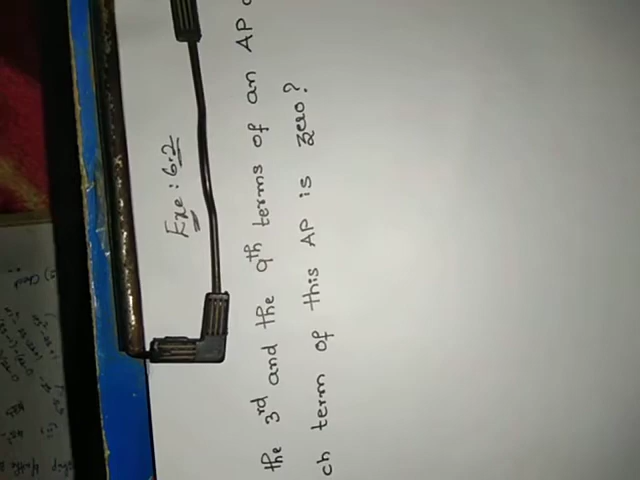 Exe : 6.2
the 3rd and the 9th terms of an AP
ch term of this AP is zero?